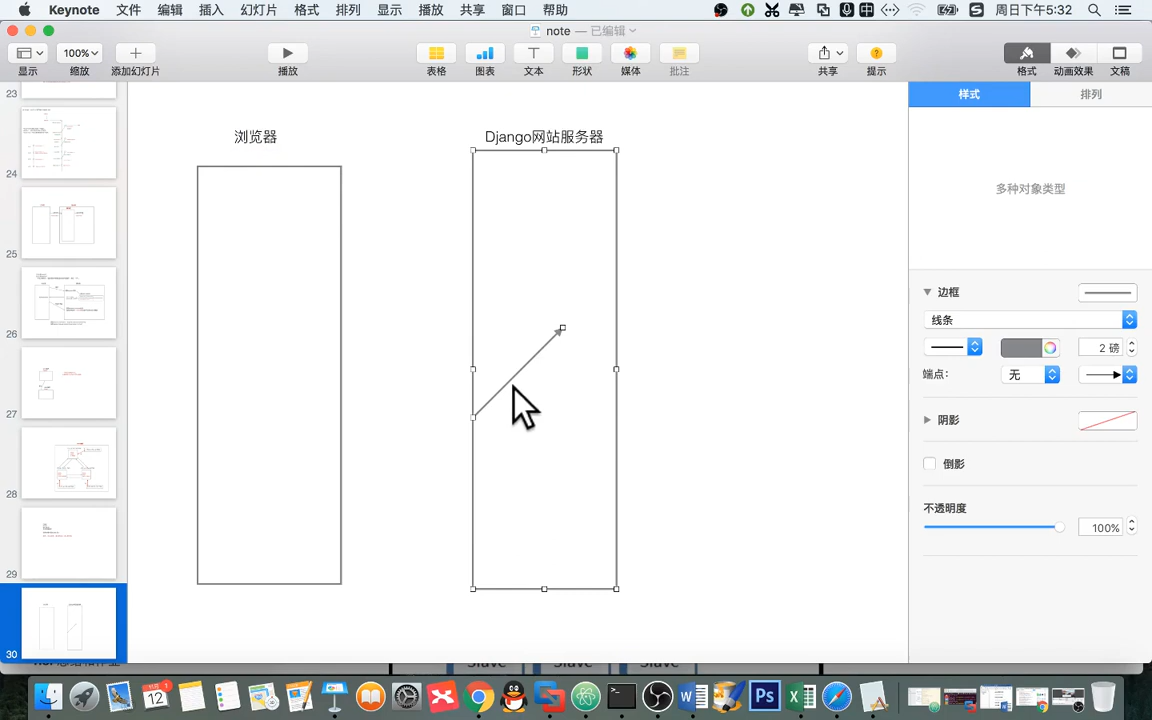 Keynote 文件 编辑 插入 幻灯片 格式 排列 显示 播放 共享 窗口 帮助 周日下午5:32
note — 已编辑
100%
显示 缩放 添加幻灯片 播放 表格 图表 文本 形状 媒体 批注 共享 提示 格式 动画效果 文稿
样式 排列
23
24
25
26
27
28
29
30
浏览器
Django网站服务器
多种对象类型
边框
线条
2 磅
端点： 无
阴影
倒影
不透明度
100%
Slave Slave Slave
12